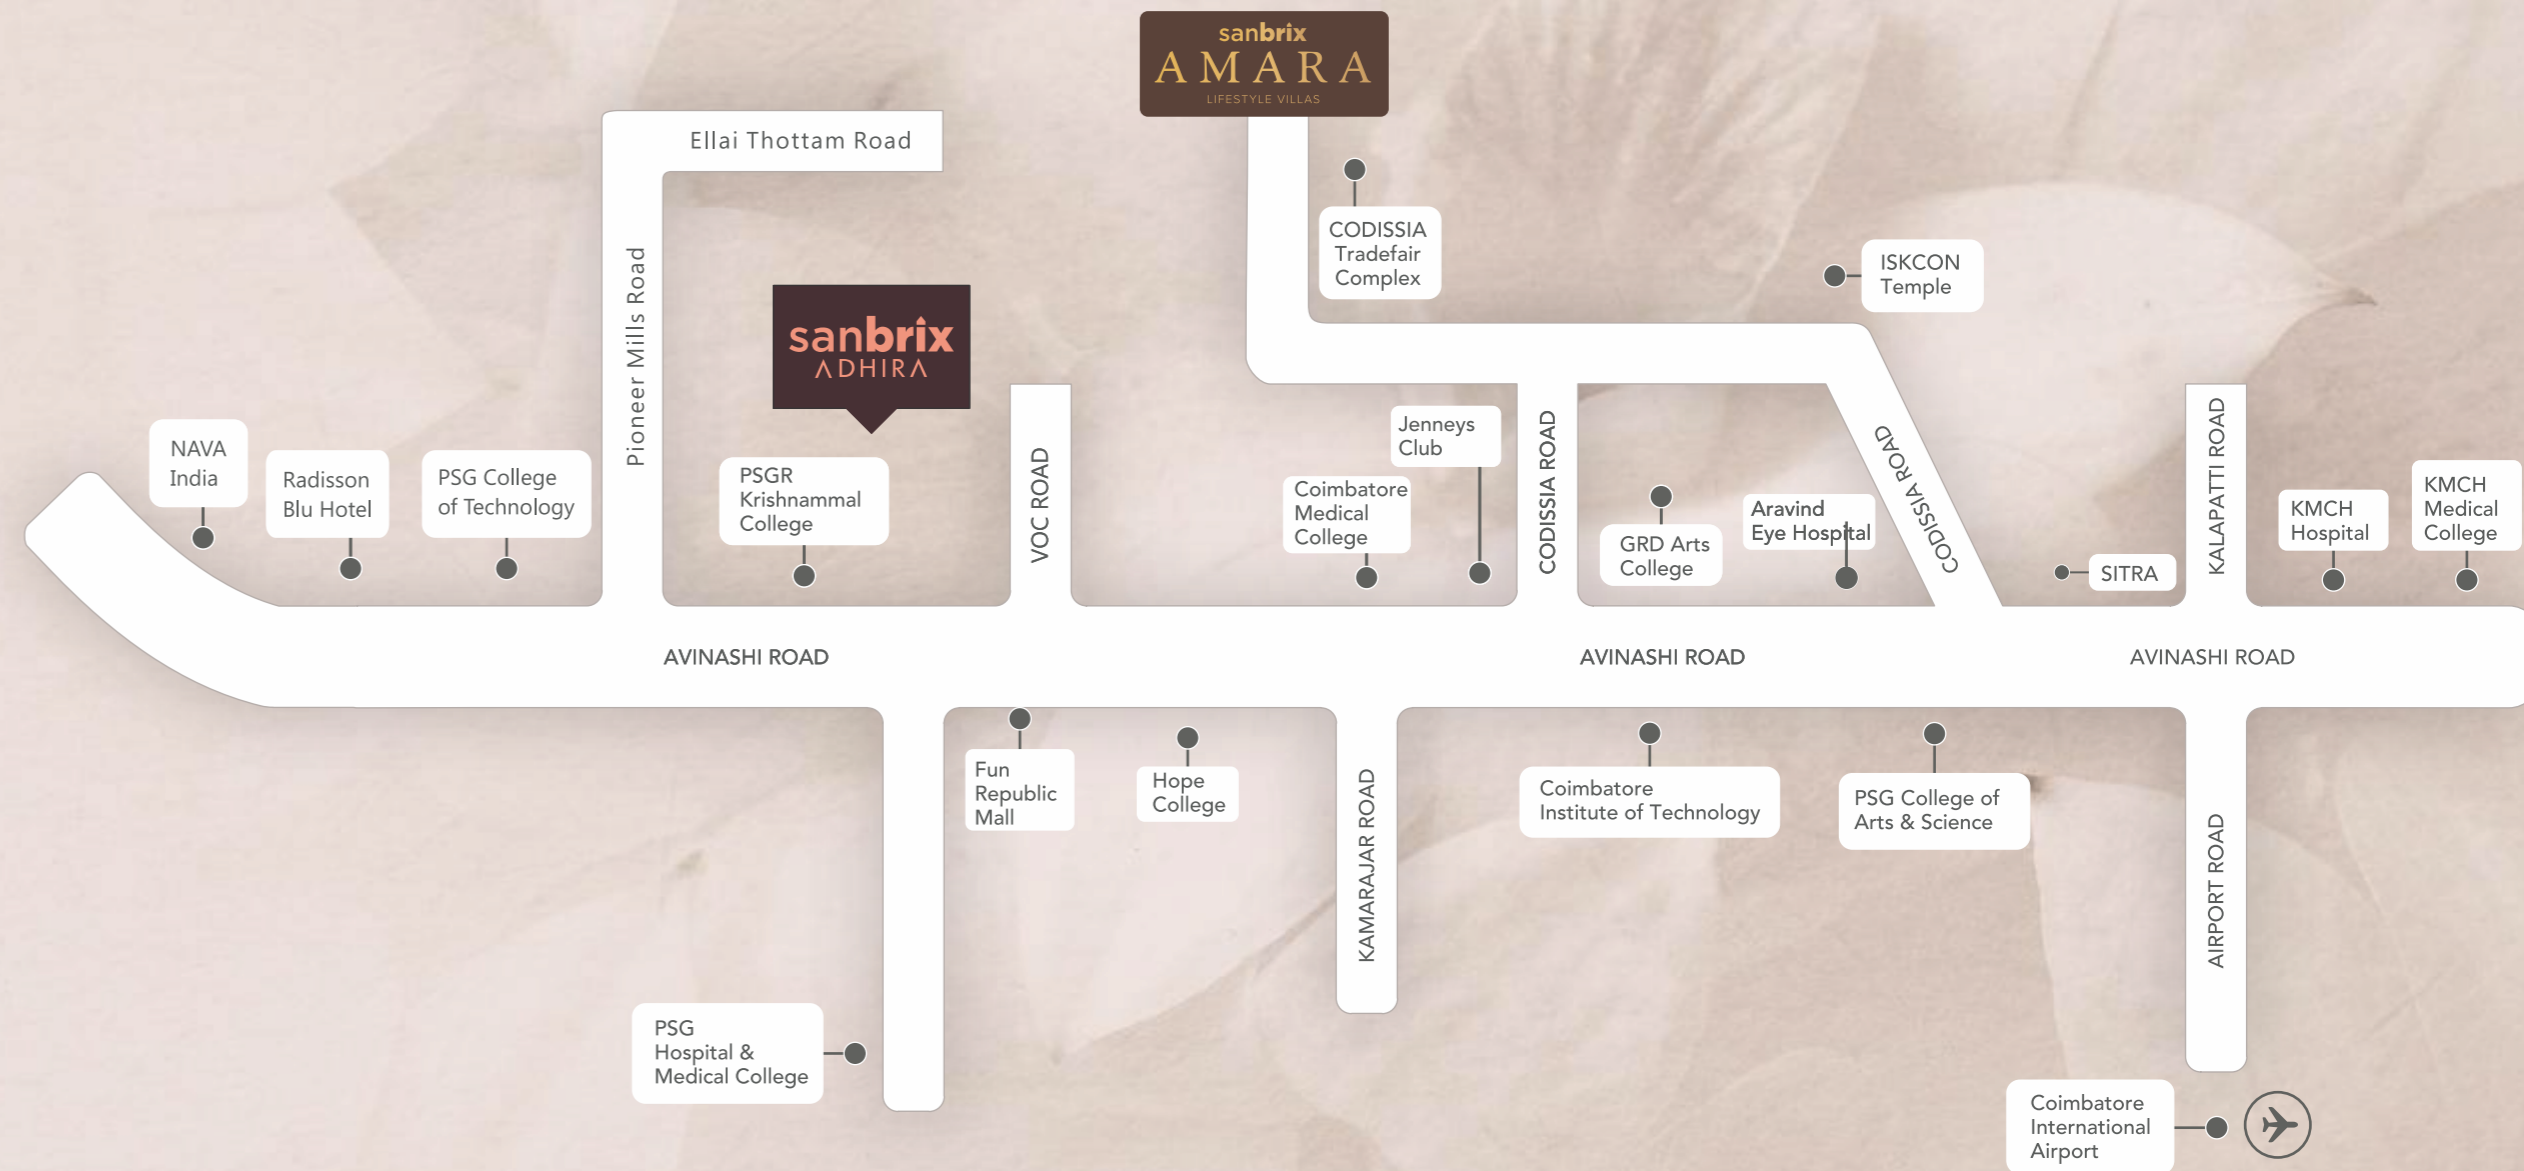 sanbrix
AMARA
LIFESTYLE VILLAS
Ellai Thottam Road
CODISSIA
Tradefair
Complex
ISKCON
Temple
Pioneer Mills Road
sanbrix
ADHIRA
NAVA
India
Radisson
Blu Hotel
PSG College
of Technology
PSGR
Krishnammal
College
VOC ROAD
Coimbatore
Medical
College
Jenneys
Club
CODISSIA ROAD
GRD Arts
College
Aravind
Eye Hospital
CODISSIA ROAD
SITRA
KALAPATTI ROAD
KMCH
Hospital
KMCH
Medical
College
AVINASHI ROAD
AVINASHI ROAD
AVINASHI ROAD
Fun
Republic
Mall
Hope
College
KAMARAJAR ROAD
Coimbatore
Institute of Technology
PSG College of
Arts & Science
AIRPORT ROAD
PSG
Hospital &
Medical College
Coimbatore
International
Airport